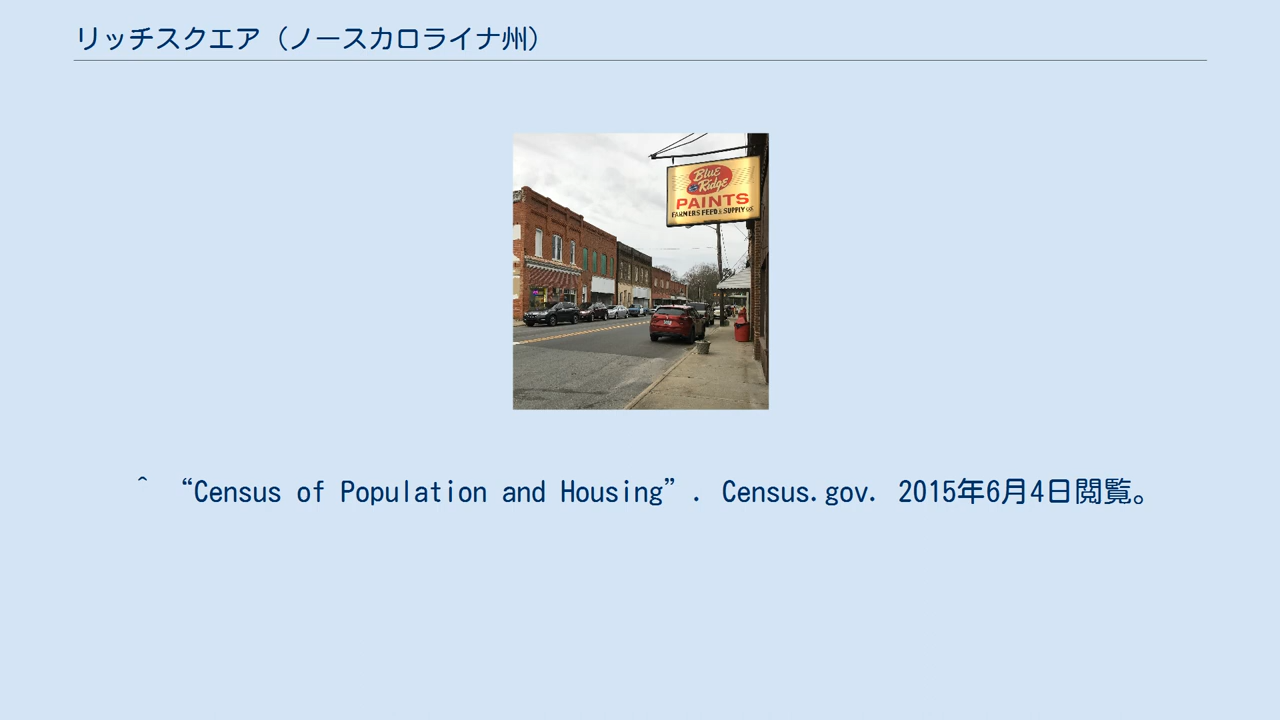 リッチスクエア（ノースカロライナ州）
Blue
Ridge
PAINTS
FARMERS FEED & SUPPLY CO.
^ “Census of Population and Housing”. Census.gov. 2015年6月4日閲覧。